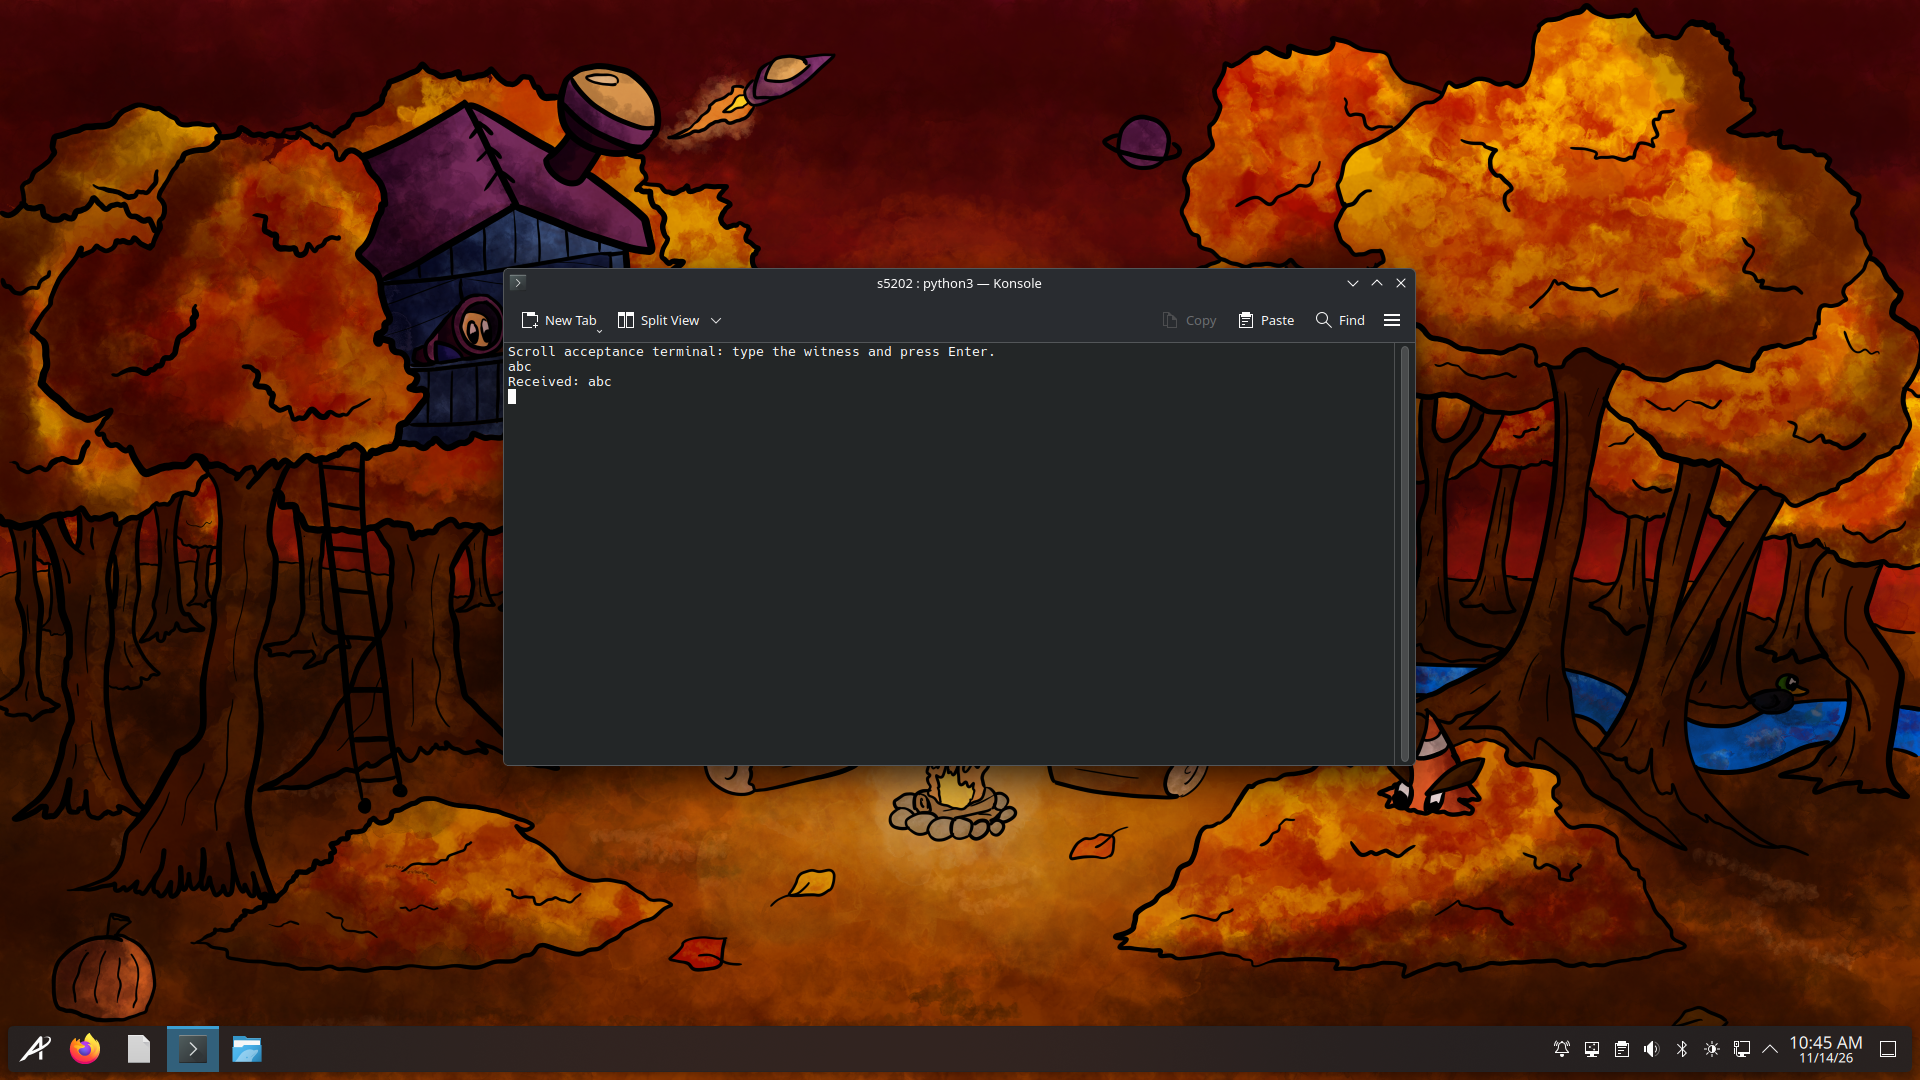 s5202 : python3 — Konsole
New Tab Split View Copy Paste Find
Scroll acceptance terminal: type the witness and press Enter.
abc
Received: abc
10:45 AM
11/14/26